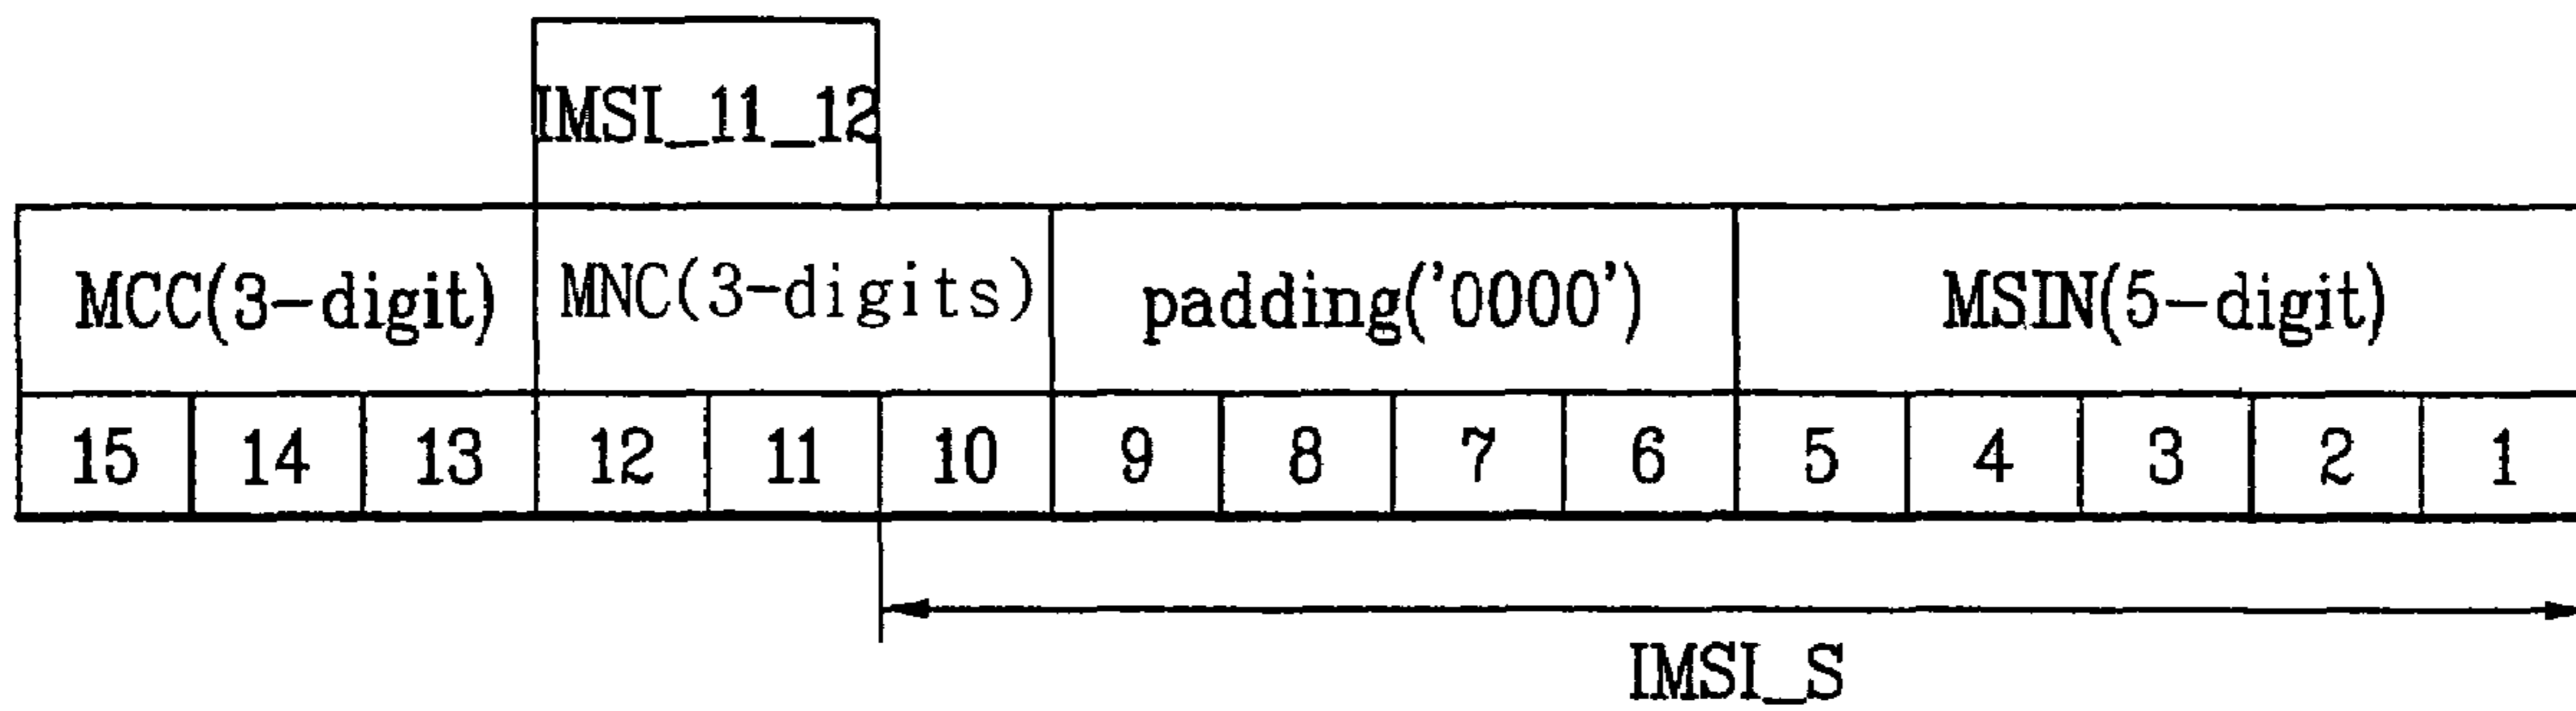 IMSI_11_12
MCC(3-digit) MNC(3-digits) padding('0000') MSIN(5-digit)
15 14 13 12 11 10 9 8 7 6 5 4 3 2 1
IMSI_S